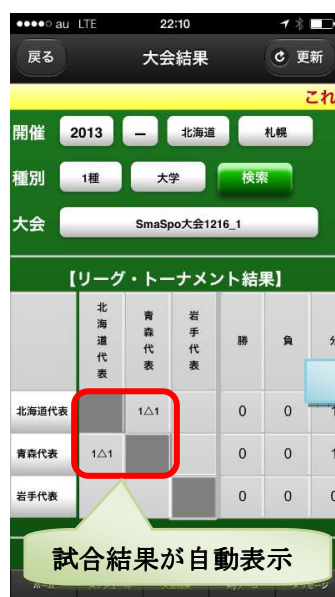 ●●●●○ au LTE 22:10
戻る 大会結果 更新
これ
開催 2013 － 北海道 札幌
種別 1種 大学 検索
大会 SmaSpo大会1216_1
【リーグ・トーナメント結果】
北海道代表 青森代表 岩手代表 勝 負
北海道代表 1△1 0 0
青森代表 1△1 0 0 1
岩手代表 0 0
試合結果が自動表示